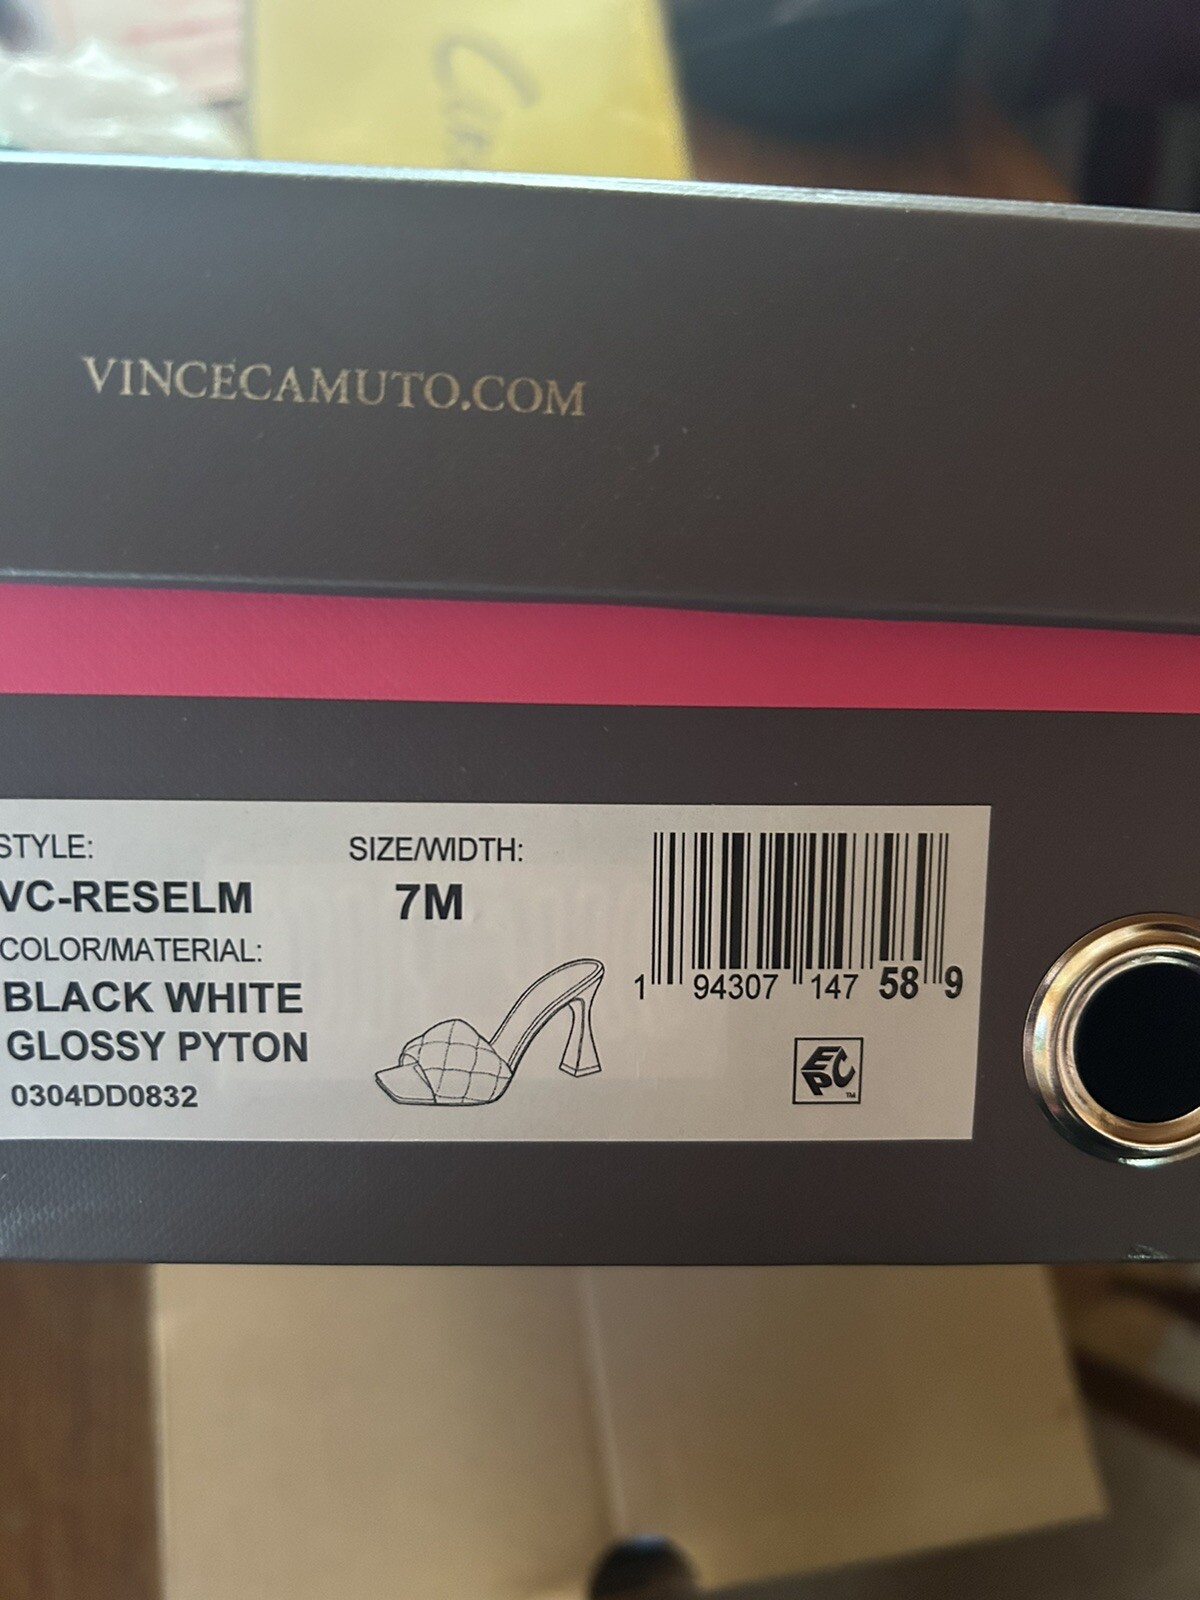 VINCECAMUTO.COM
STYLE:
VC-RESELM
COLOR/MATERIAL:
BLACK WHITE
GLOSSY PYTON
0304DD0832
SIZE/WIDTH:
7M
1 94307 147 58 9
EPC
TM